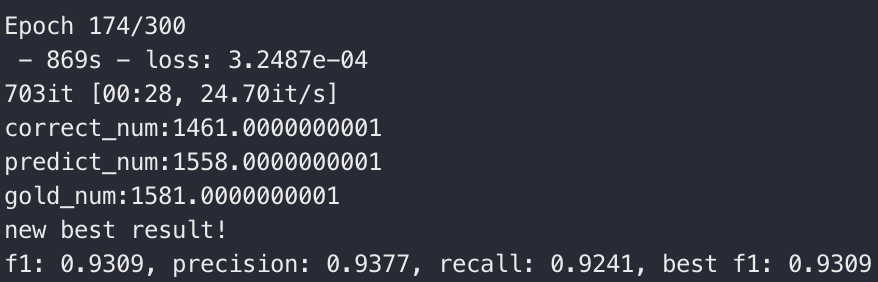 Epoch 174/300
 - 869s - loss: 3.2487e-04
703it [00:28, 24.70it/s]
correct_num:1461.0000000001
predict_num:1558.0000000001
gold_num:1581.0000000001
new best result!
f1: 0.9309, precision: 0.9377, recall: 0.9241, best f1: 0.9309